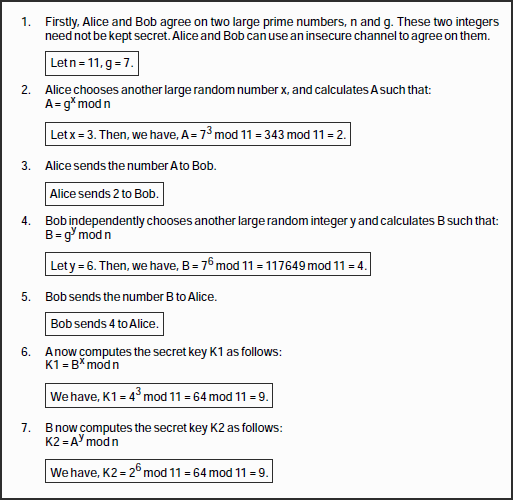 1. Firstly, Alice and Bob agree on two large prime numbers, n and g. These two integers
need not be kept secret. Alice and Bob can use an insecure channel to agree on them.
Let n = 11, g = 7.
2. Alice chooses another large random number x, and calculates A such that:
A = g^x mod n
Let x = 3. Then, we have, A = 7^3 mod 11 = 343 mod 11 = 2.
3. Alice sends the number A to Bob.
Alice sends 2 to Bob.
4. Bob independently chooses another large random integer y and calculates B such that:
B = g^y mod n
Let y = 6. Then, we have, B = 7^6 mod 11 = 117649 mod 11 = 4.
5. Bob sends the number B to Alice.
Bob sends 4 to Alice.
6. A now computes the secret key K1 as follows:
K1 = B^x mod n
We have, K1 = 4^3 mod 11 = 64 mod 11 = 9.
7. B now computes the secret key K2 as follows:
K2 = A^y mod n
We have, K2 = 2^6 mod 11 = 64 mod 11 = 9.